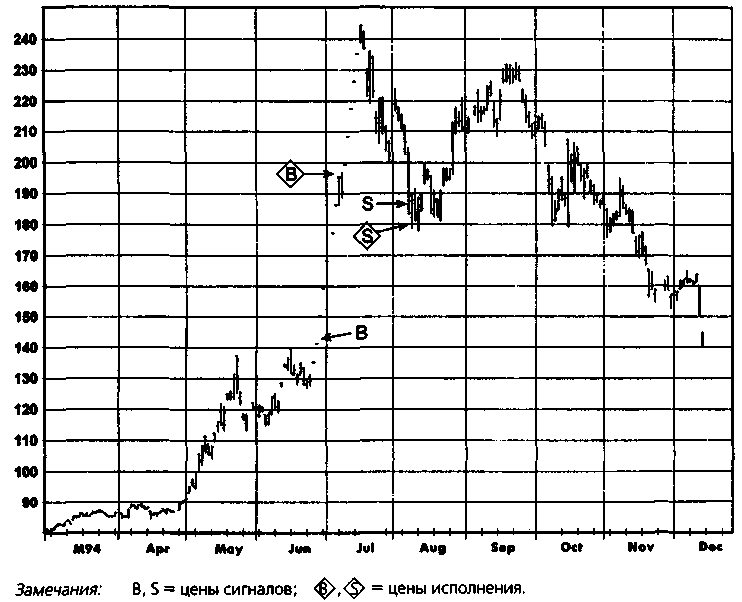 240
230
220
210
200
190
180
170
160
150
140
130
120
110
100
90
B
S
S
B
M94 Apr May Jun Jul Aug Sep Oct Nov Dec
Замечания: B, S = цены сигналов; B, S = цены исполнения.